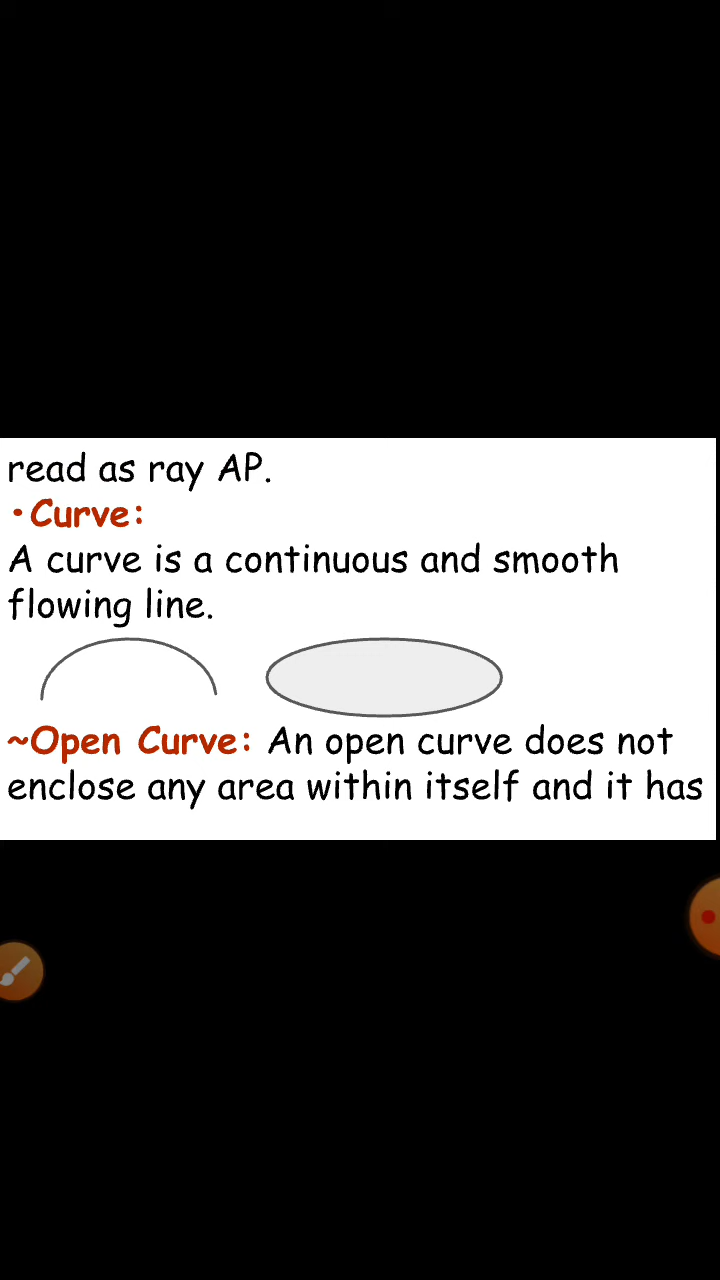 read as ray AP.
•Curve:
A curve is a continuous and smooth
flowing line.
~Open Curve: An open curve does not
enclose any area within itself and it has